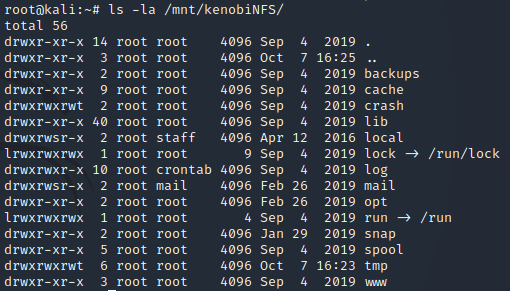 root@kali:~# ls -la /mnt/kenobiNFS/
total 56
drwxr-xr-x 14 root root    4096 Sep  4  2019 .
drwxr-xr-x  3 root root    4096 Oct  7 16:25 ..
drwxr-xr-x  2 root root    4096 Sep  4  2019 backups
drwxr-xr-x  9 root root    4096 Sep  4  2019 cache
drwxrwxrwt  2 root root    4096 Sep  4  2019 crash
drwxr-xr-x 40 root root    4096 Sep  4  2019 lib
drwxrwsr-x  2 root staff   4096 Apr 12  2016 local
lrwxrwxrwx  1 root root       9 Sep  4  2019 lock → /run/lock
drwxrwxr-x 10 root crontab 4096 Sep  4  2019 log
drwxrwsr-x  2 root mail    4096 Feb 26  2019 mail
drwxr-xr-x  2 root root    4096 Feb 26  2019 opt
lrwxrwxrwx  1 root root       4 Sep  4  2019 run → /run
drwxr-xr-x  2 root root    4096 Jan 29  2019 snap
drwxr-xr-x  5 root root    4096 Sep  4  2019 spool
drwxrwxrwt  6 root root    4096 Oct  7 16:23 tmp
drwxr-xr-x  3 root root    4096 Sep  4  2019 www